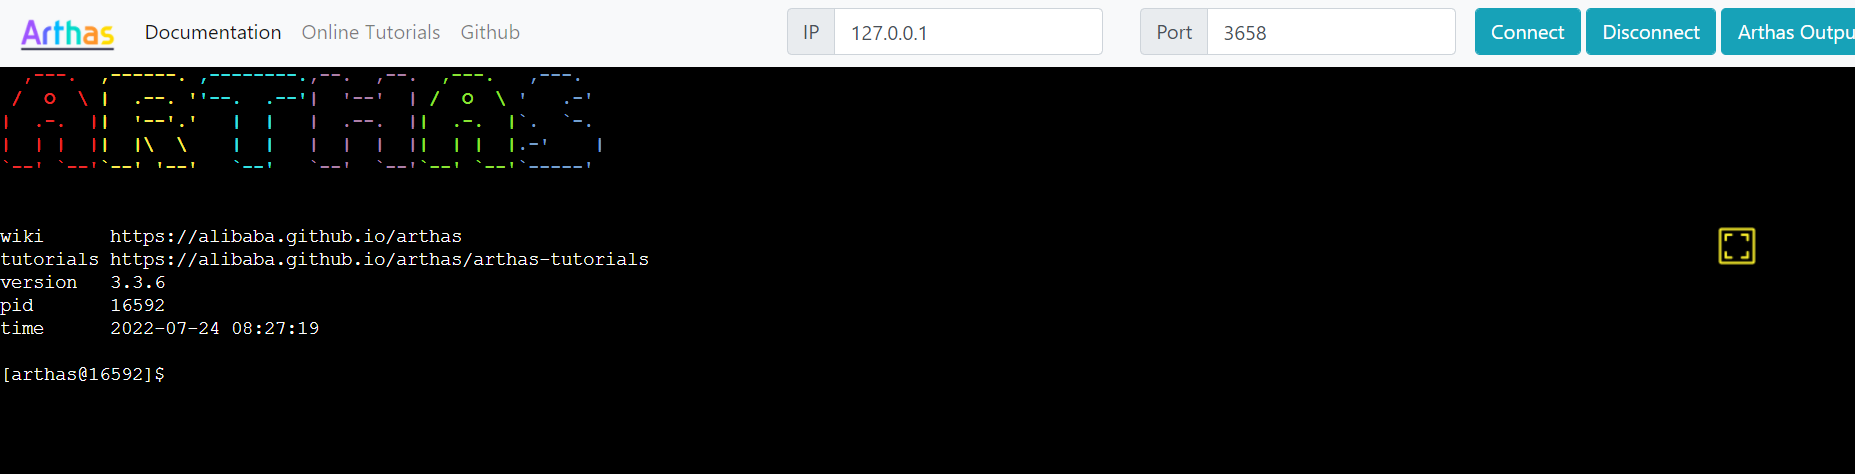 Arthas Documentation Online Tutorials Github IP 127.0.0.1 Port 3658 Connect Disconnect Arthas Outpu
ARTHAS
wiki https://alibaba.github.io/arthas
tutorials https://alibaba.github.io/arthas/arthas-tutorials
version 3.3.6
pid 16592
time 2022-07-24 08:27:19
[arthas@16592]$